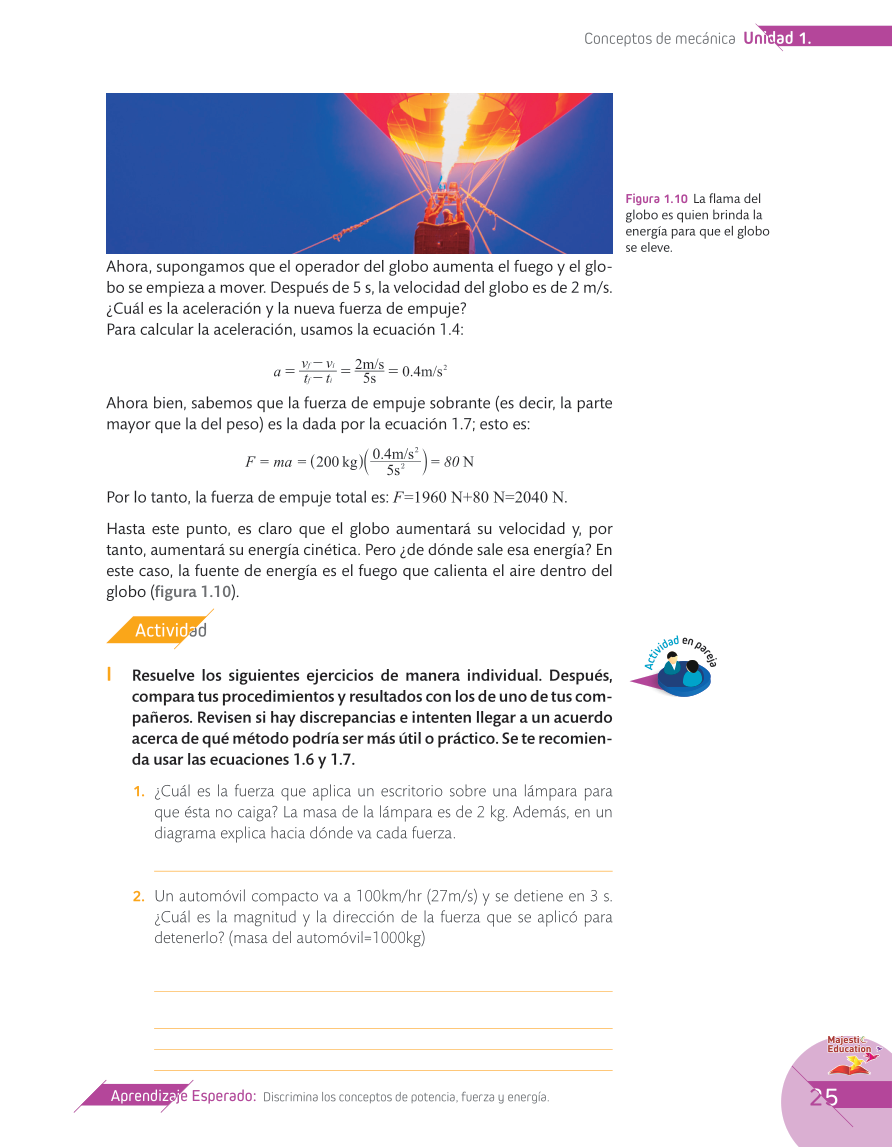 Conceptos de mecánica Unidad 1.
Figura 1.10 La flama del
globo es quien brinda la
energía para que el globo
se eleve.
Ahora, supongamos que el operador del globo aumenta el fuego y el glo-
bo se empieza a mover. Después de 5 s, la velocidad del globo es de 2 m/s.
¿Cuál es la aceleración y la nueva fuerza de empuje?
Para calcular la aceleración, usamos la ecuación 1.4:
a = (v_f − v_i)/(t_f − t_i) = 2m/s / 5s = 0.4m/s²
Ahora bien, sabemos que la fuerza de empuje sobrante (es decir, la parte
mayor que la del peso) es la dada por la ecuación 1.7; esto es:
F = ma = (200 kg)(0.4m/s² / 5s²) = 80 N
Por lo tanto, la fuerza de empuje total es: F=1960 N+80 N=2040 N.
Hasta este punto, es claro que el globo aumentará su velocidad y, por
tanto, aumentará su energía cinética. Pero ¿de dónde sale esa energía? En
este caso, la fuente de energía es el fuego que calienta el aire dentro del
globo (figura 1.10).
Actividad
Actividad en pareja
I Resuelve los siguientes ejercicios de manera individual. Después,
compara tus procedimientos y resultados con los de uno de tus com-
pañeros. Revisen si hay discrepancias e intenten llegar a un acuerdo
acerca de qué método podría ser más útil o práctico. Se te recomien-
da usar las ecuaciones 1.6 y 1.7.
1. ¿Cuál es la fuerza que aplica un escritorio sobre una lámpara para
que ésta no caiga? La masa de la lámpara es de 2 kg. Además, en un
diagrama explica hacia dónde va cada fuerza.
2. Un automóvil compacto va a 100km/hr (27m/s) y se detiene en 3 s.
¿Cuál es la magnitud y la dirección de la fuerza que se aplicó para
detenerlo? (masa del automóvil=1000kg)
Majestic
Education
Aprendizaje Esperado: Discrimina los conceptos de potencia, fuerza y energía.
25